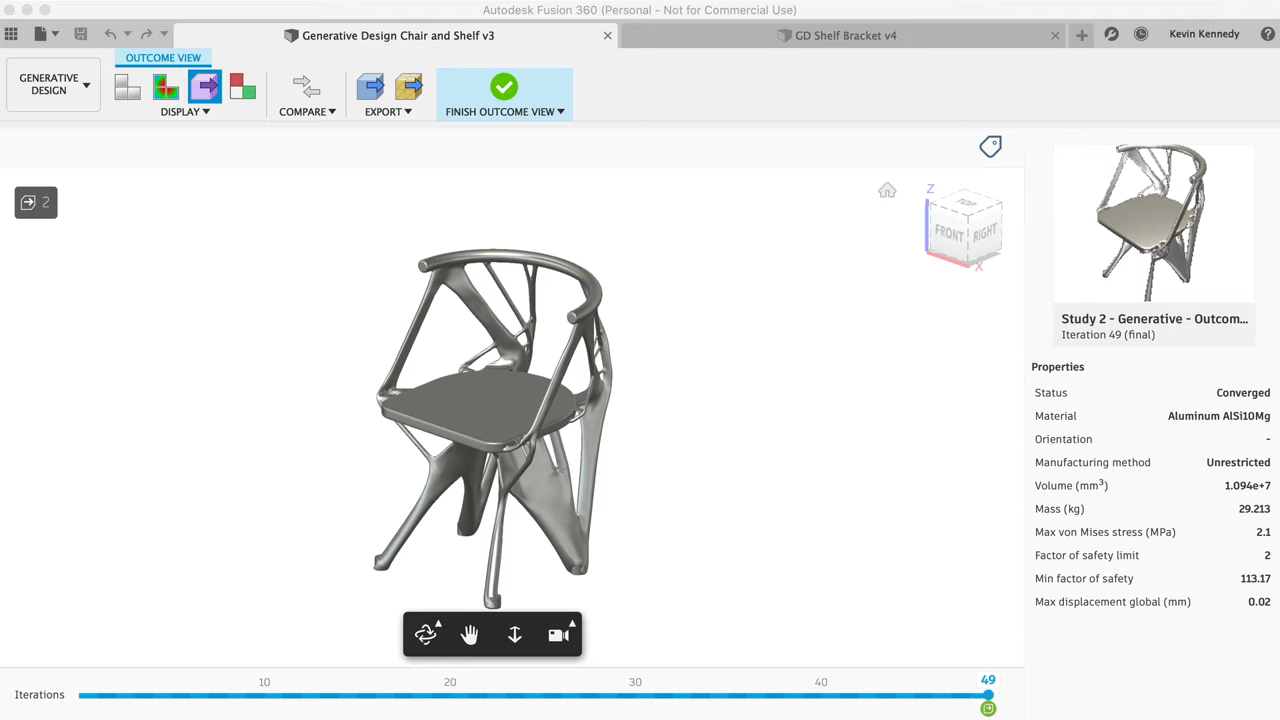 Autodesk Fusion 360 (Personal - Not for Commercial Use)
Generative Design Chair and Shelf v3
GD Shelf Bracket v4
Kevin Kennedy
OUTCOME VIEW
GENERATIVE
DESIGN
DISPLAY
COMPARE
EXPORT
FINISH OUTCOME VIEW
2
Z
TOP
FRONT
RIGHT
X
Study 2 - Generative - Outcom...
Iteration 49 (final)
Properties
Status Converged
Material Aluminum AlSi10Mg
Orientation -
Manufacturing method Unrestricted
Volume (mm³) 1.094e+7
Mass (kg) 29.213
Max von Mises stress (MPa) 2.1
Factor of safety limit 2
Min factor of safety 113.17
Max displacement global (mm) 0.02
10 20 30 40 49
Iterations